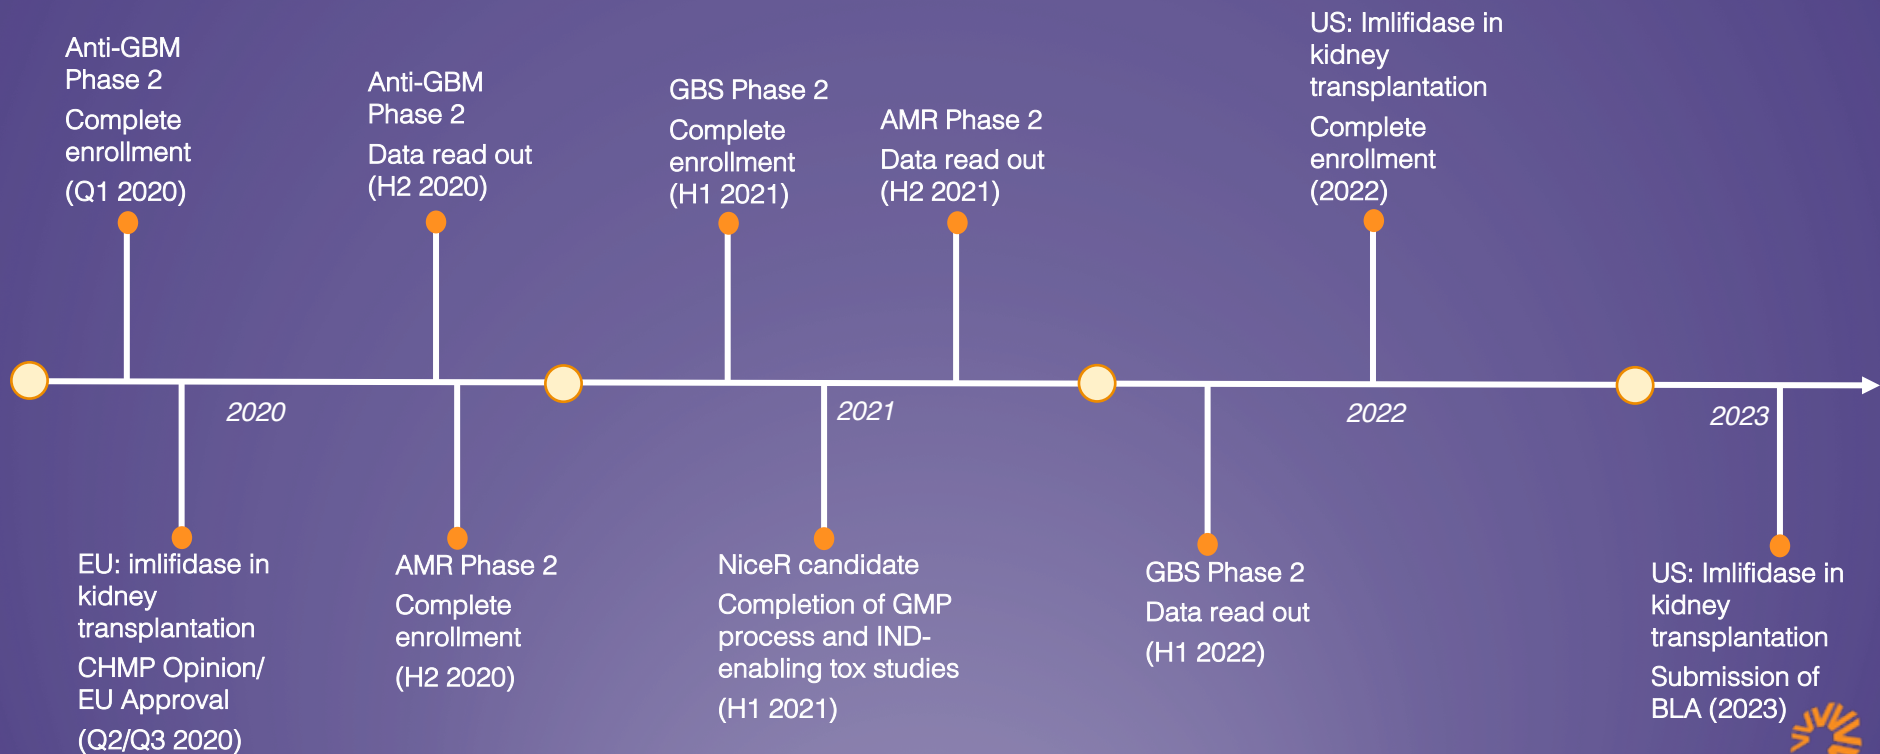 Anti-GBM
Phase 2
Complete
enrollment
(Q1 2020)
Anti-GBM
Phase 2
Data read out
(H2 2020)
GBS Phase 2
Complete
enrollment
(H1 2021)
AMR Phase 2
Data read out
(H2 2021)
US: Imlifidase in
kidney
transplantation
Complete
enrollment
(2022)
2020
2021
2022
2023
EU: imlifidase in
kidney
transplantation
CHMP Opinion/
EU Approval
(Q2/Q3 2020)
AMR Phase 2
Complete
enrollment
(H2 2020)
NiceR candidate
Completion of GMP
process and IND-
enabling tox studies
(H1 2021)
GBS Phase 2
Data read out
(H1 2022)
US: Imlifidase in
kidney
transplantation
Submission of
BLA (2023)